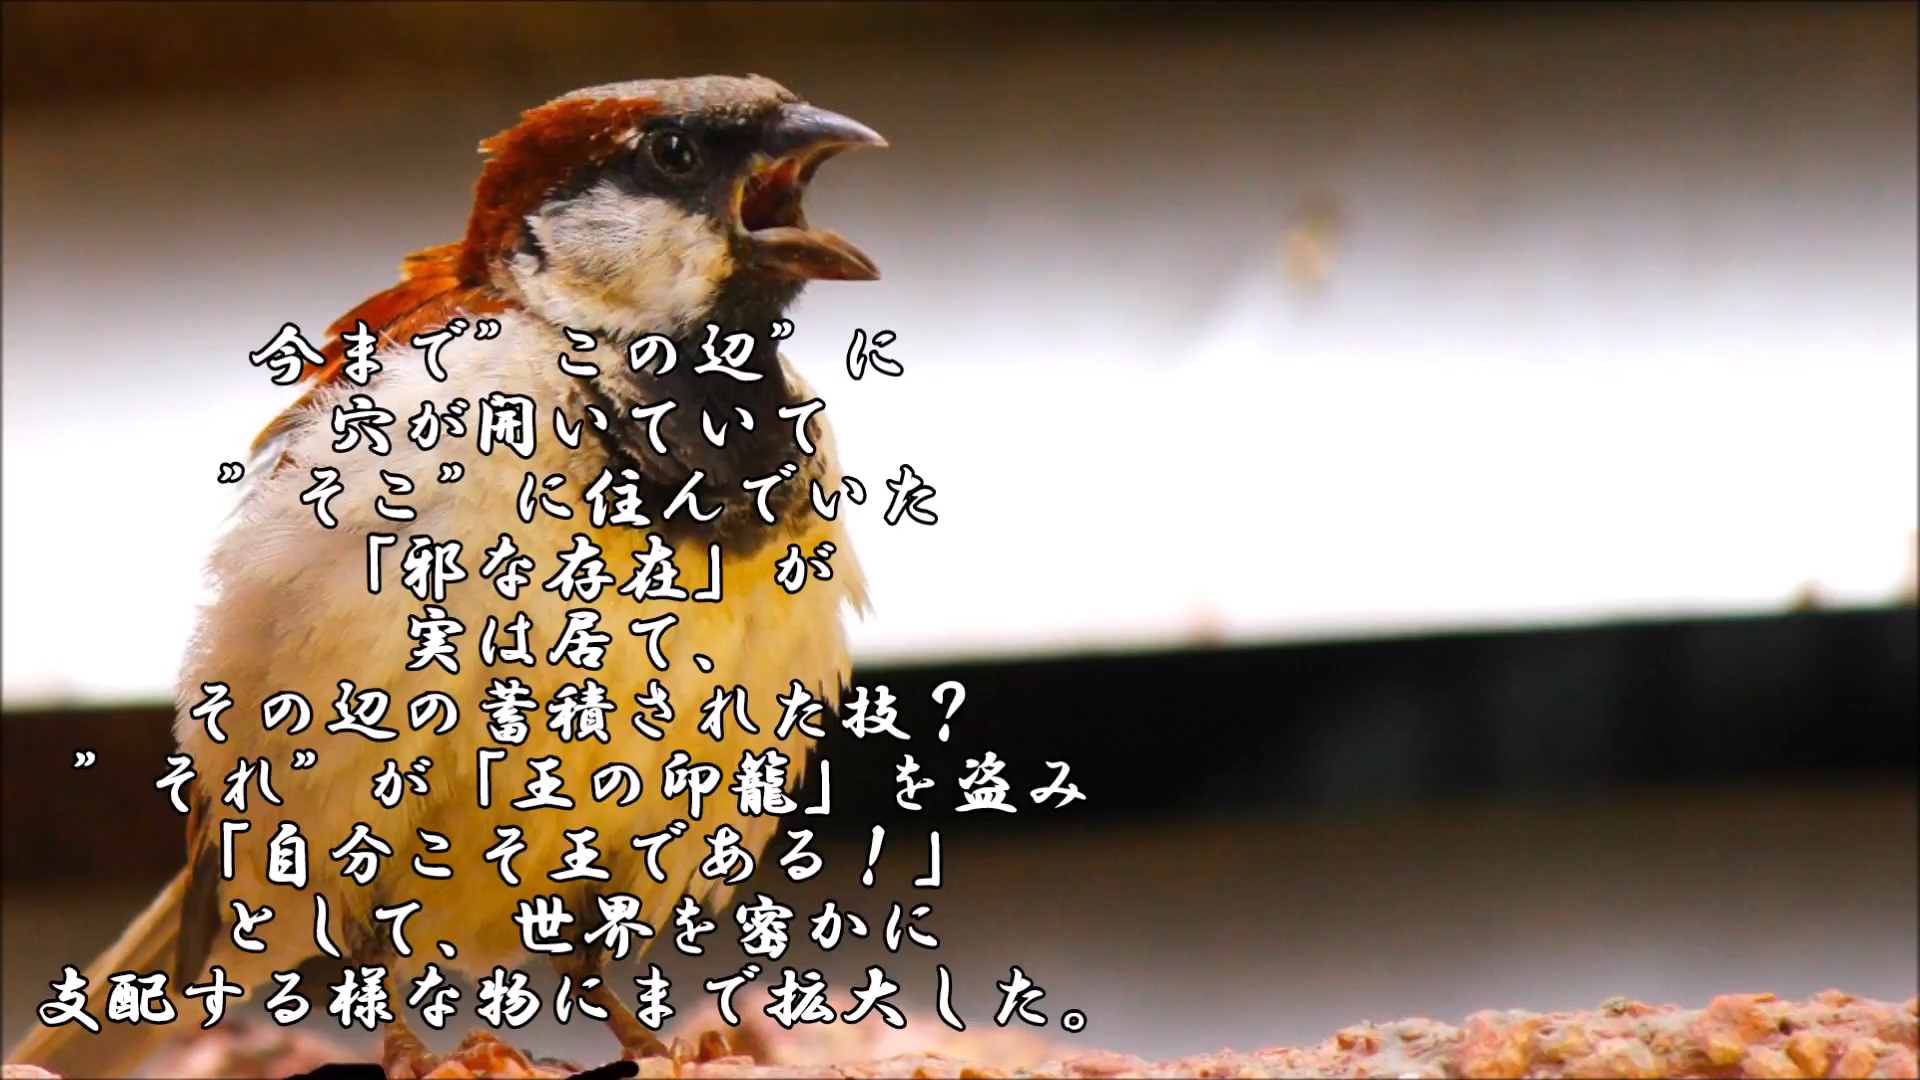 今まで”この辺”に
穴が開いていて
”そこ”に住んでいた
「邪な存在」が
実は居て、
その辺の蓄積された技？
”それ”が「王の印籠」を盗み
「自分こそ王である！」
として、世界を密かに
支配する様な物にまで拡大した。